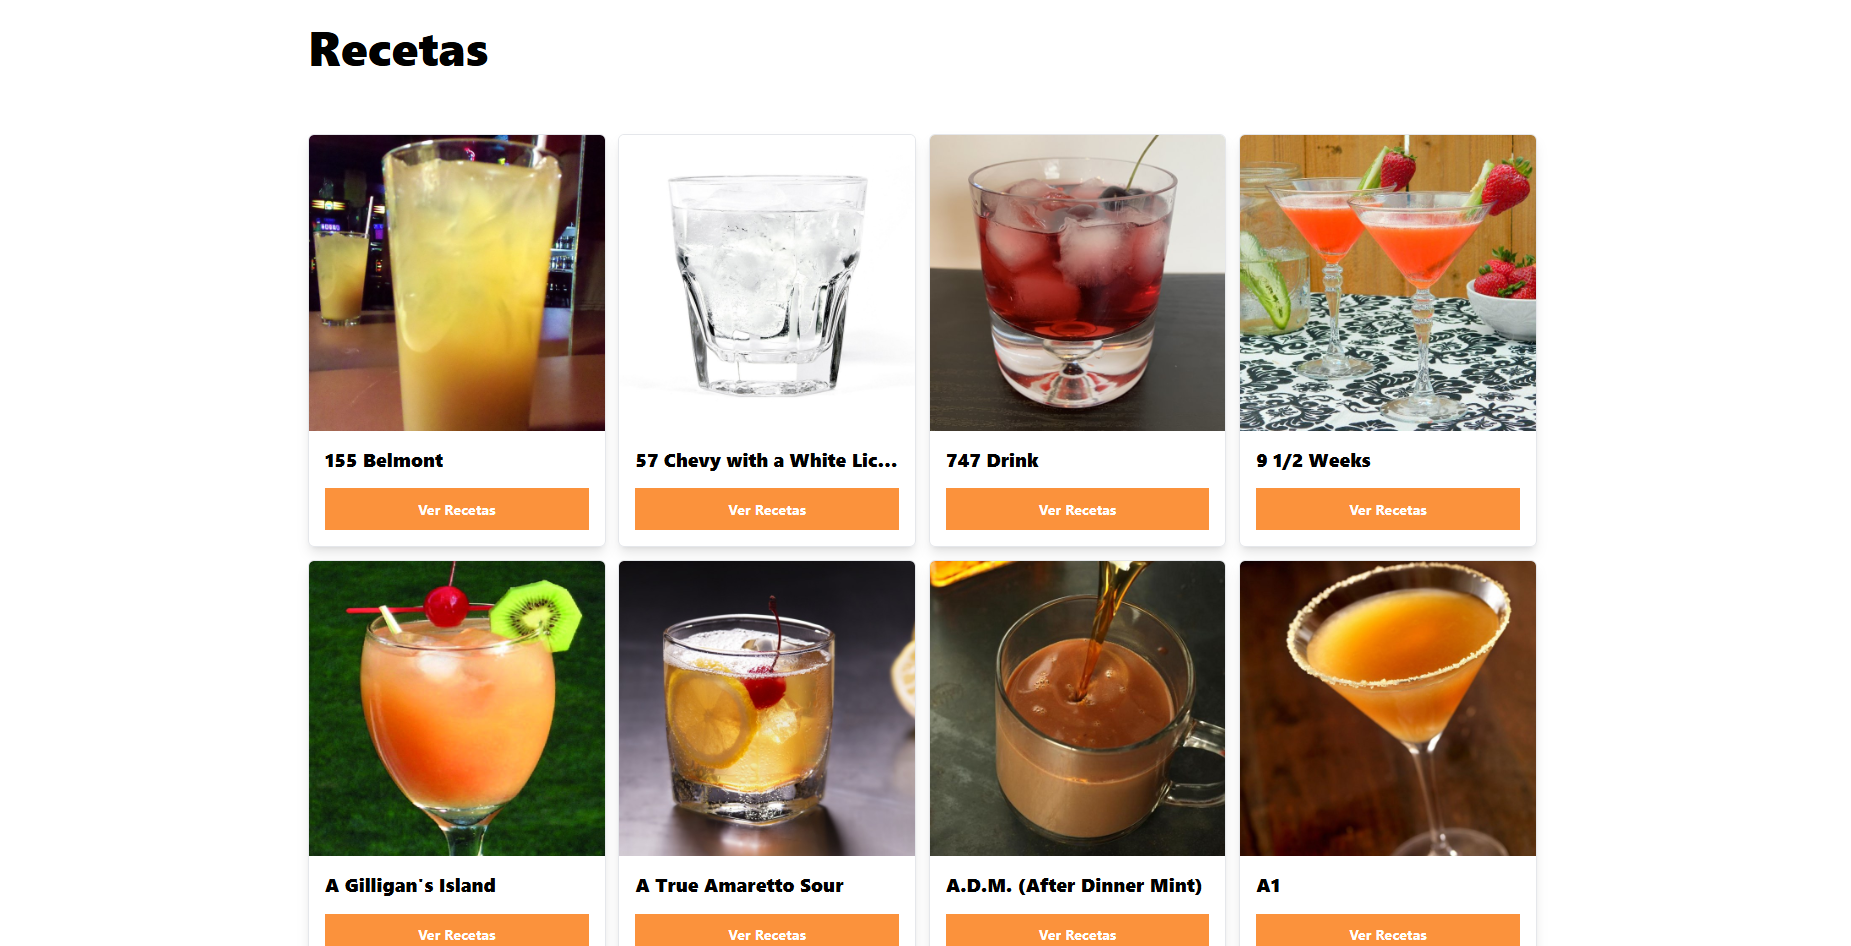 Recetas
155 Belmont
57 Chevy with a White Lic...
747 Drink
9 1/2 Weeks
Ver Recetas
Ver Recetas
Ver Recetas
Ver Recetas
A Gilligan's Island
A True Amaretto Sour
A.D.M. (After Dinner Mint)
A1
Ver Recetas
Ver Recetas
Ver Recetas
Ver Recetas